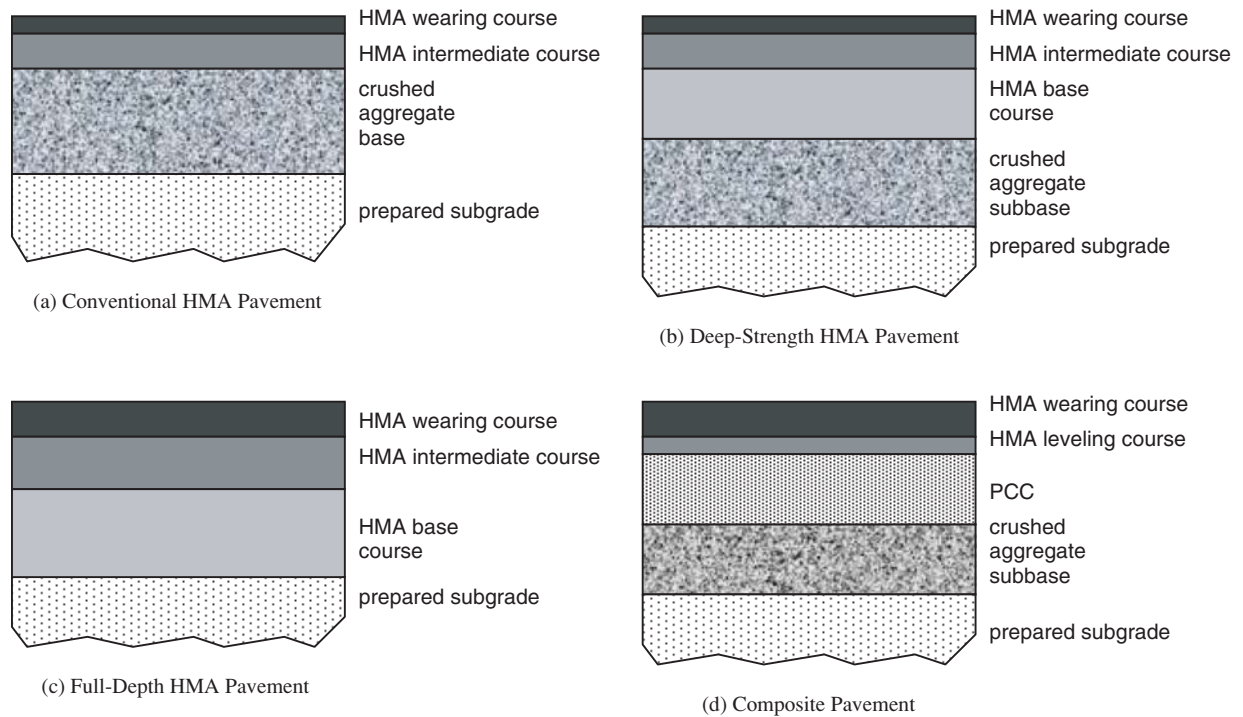 HMA wearing course
HMA intermediate course
crushed
aggregate
base
prepared subgrade
(a) Conventional HMA Pavement
HMA wearing course
HMA intermediate course
HMA base
course
crushed
aggregate
subbase
prepared subgrade
(b) Deep-Strength HMA Pavement
HMA wearing course
HMA intermediate course
HMA base
course
prepared subgrade
(c) Full-Depth HMA Pavement
HMA wearing course
HMA leveling course
PCC
crushed
aggregate
subbase
prepared subgrade
(d) Composite Pavement